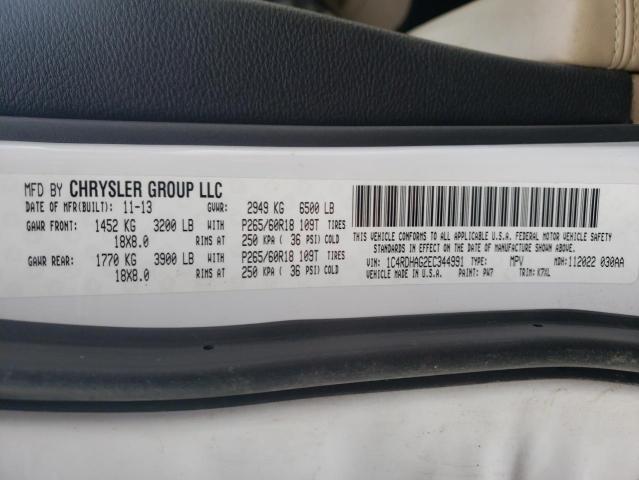 MFD BY CHRYSLER GROUP LLC
DATE OF MFR(BUILT): 11-13 GVWR: 2949 KG 6500 LB
GAWR FRONT: 1452 KG 3200 LB WITH P265/60R18 109T TIRES
18X8.0 RIMS AT 250 KPA ( 36 PSI) COLD
GAWR REAR: 1770 KG 3900 LB WITH P265/60R18 109T TIRES
18X8.0 RIMS AT 250 KPA ( 36 PSI) COLD
THIS VEHICLE CONFORMS TO ALL APPLICABLE U.S.A. FEDERAL MOTOR VEHICLE SAFETY
STANDARDS IN EFFECT ON THE DATE OF MANUFACTURE SHOWN ABOVE.
VIN: 1C4RDHAG2EC344991 TYPE: MPV MDH: 112022 030AA
VEHICLE MADE IN U.S.A. PAINT: PW7 TRIM: K7XL